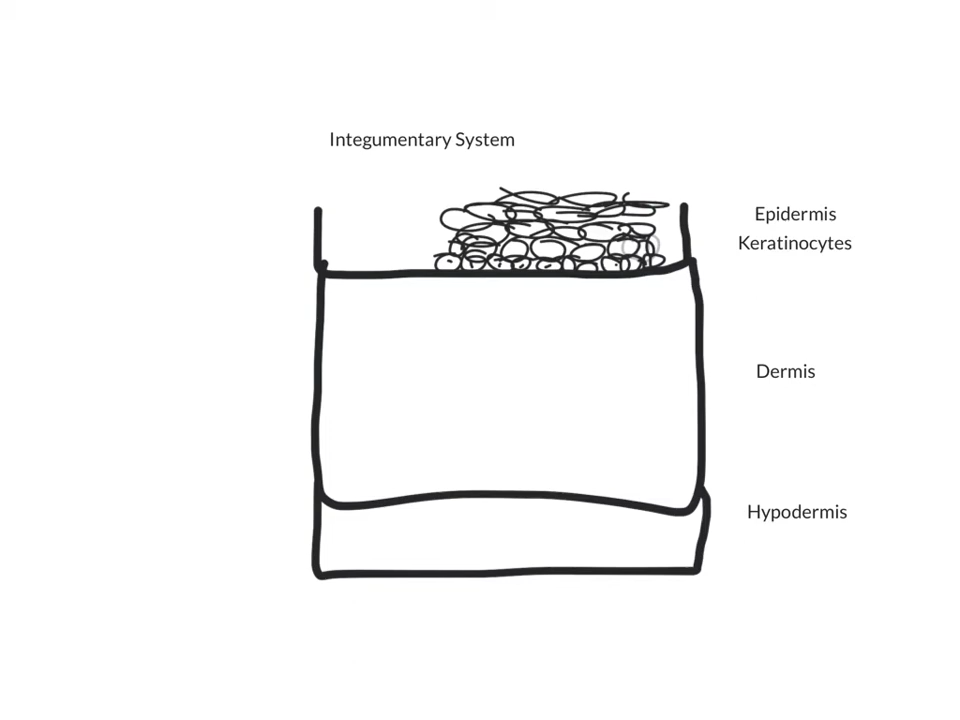 Integumentary System
Epidermis
Keratinocytes
Dermis
Hypodermis